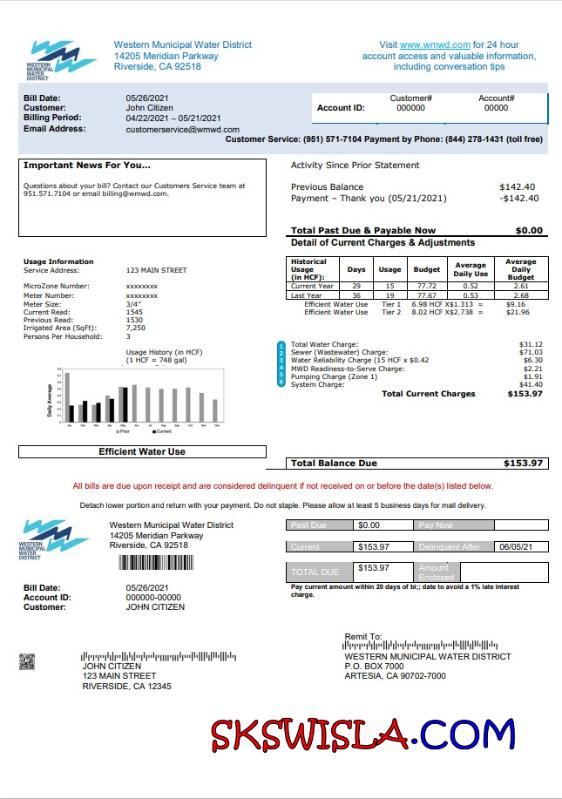 WESTERN
MUNICIPAL
WATER
DISTRICT
Western Municipal Water District
14205 Meridian Parkway
Riverside, CA 92518
Visit www.wmwd.com for 24 hour
account access and valuable information,
including conversation tips
Bill Date: 05/26/2021
Customer: John Citizen
Billing Period: 04/22/2021 – 05/21/2021
Email Address: customerservice@wmwd.com
Account ID:
Customer# Account#
000000 00000
Customer Service: (951) 571-7104 Payment by Phone: (844) 278-1431 (toll free)
Important News For You...
Questions about your bill? Contact our Customers Service team at
951.571.7104 or email billing@wmwd.com.
Activity Since Prior Statement
Previous Balance $142.40
Payment – Thank you (05/21/2021) -$142.40
Total Past Due & Payable Now $0.00
Detail of Current Charges & Adjustments
Usage Information
Service Address: 123 MAIN STREET
MicroZone Number: xxxxxxxx
Meter Number: xxxxxxxx
Meter Size: 3/4"
Current Read: 1545
Previous Read: 1530
Irrigated Area (SqFt): 7,250
Persons Per Household: 3
Historical Usage (in HCF): Days Usage Budget Average Daily Use Average Daily Budget
Current Year 29 15 77.72 0.52 2.61
Last Year 36 19 77.67 0.53 2.68
Efficient Water Use Tier 1 6.98 HCF X$1.313 = $9.16
Efficient Water Use Tier 2 8.02 HCF X$2.738 = $21.96
Usage History (in HCF)
(1 HCF = 748 gal)
Daily Average
Prior Current
1 Total Water Charge: $31.12
2 Sewer (Wastewater) Charge: $71.03
3 Water Reliability Charge (15 HCF x $0.42 $6.30
4 MWD Readiness-to-Serve Charge: $2.21
5 Pumping Charge (Zone 1) $1.91
6 System Charge: $41.40
Total Current Charges $153.97
Efficient Water Use
Total Balance Due $153.97
All bills are due upon receipt and are considered delinquent if not received on or before the date(s) listed below.
Detach lower portion and return with your payment. Do not staple. Please allow at least 5 business days for mail delivery.
WESTERN
MUNICIPAL
WATER
DISTRICT
Western Municipal Water District
14205 Meridian Parkway
Riverside, CA 92518
Past Due $0.00 Pay Now
Current $153.97 Delinquent After 06/05/21
TOTAL DUE $153.97 Amount Enclosed
Pay current amount within 20 days of bi;; date to avoid a 1% late interest
charge.
Bill Date: 05/26/2021
Account ID: 000000-00000
Customer: JOHN CITIZEN
JOHN CITIZEN
123 MAIN STREET
RIVERSIDE, CA 12345
Remit To:
WESTERN MUNICIPAL WATER DISTRICT
P.O. BOX 7000
ARTESIA, CA 90702-7000
SKSWISLA.COM